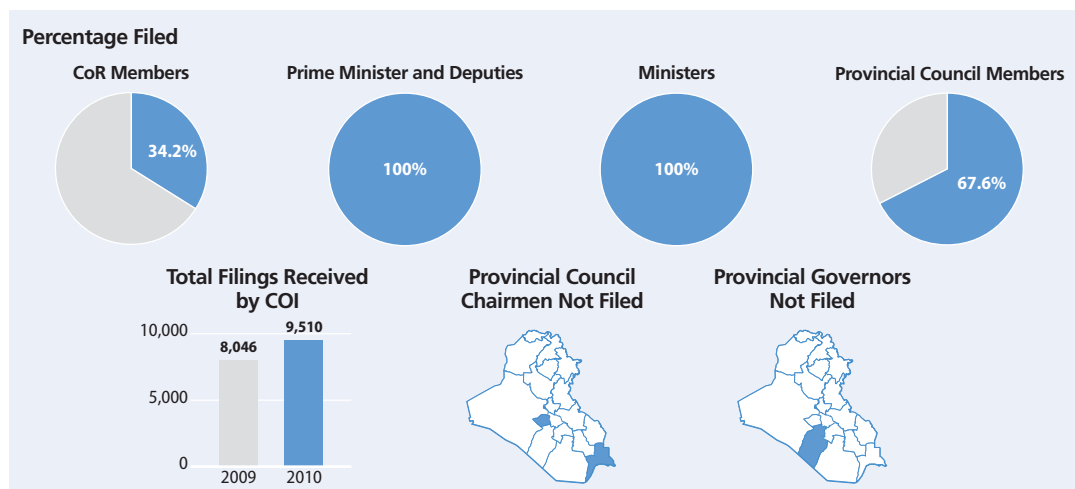 Percentage Filed
CoR Members
Prime Minister and Deputies
Ministers
Provincial Council Members
34.2%
100%
100%
67.6%
Total Filings Received
by COI
Provincial Council
Chairmen Not Filed
Provincial Governors
Not Filed
10,000
8,046
9,510
5,000
0
2009
2010